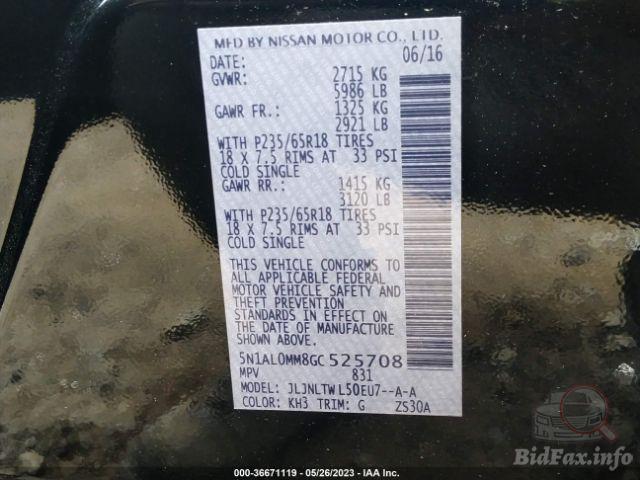 MFD BY NISSAN MOTOR CO., LTD.
DATE: 06/16
GVWR: 2715 KG
5986 LB
GAWR FR.: 1325 KG
2921 LB
WITH P235/65R18 TIRES
18 X 7.5 RIMS AT 33 PSI
COLD SINGLE
GAWR RR.: 1415 KG
3120 LB
WITH P235/65R18 TIRES
18 X 7.5 RIMS AT 33 PSI
COLD SINGLE
THIS VEHICLE CONFORMS TO
ALL APPLICABLE FEDERAL
MOTOR VEHICLE SAFETY AND
THEFT PREVENTION
STANDARDS IN EFFECT ON
THE DATE OF MANUFACTURE
SHOWN ABOVE.
5N1AL0MM8GC525708
MPV 831
MODEL: JLJNLTWL50EU7--A-A
COLOR: KH3 TRIM: G ZS30A
000-36671119 - 05/26/2023 - IAA Inc.
BidFax.info